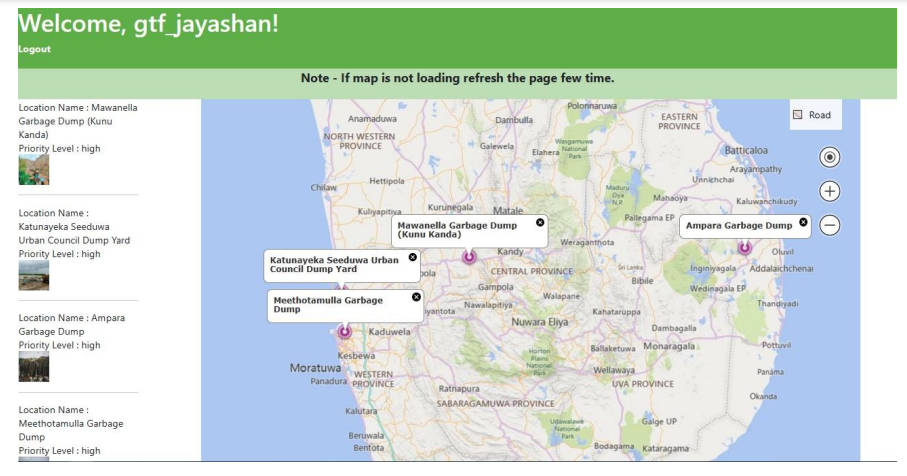 Welcome, gtf_jayashan!
Logout
Note - If map is not loading refresh the page few time.
Location Name : Mawanella
Garbage Dump (Kunu
Kanda)
Priority Level : high
Location Name :
Katunayeka Seeduwa
Urban Council Dump Yard
Priority Level : high
Location Name : Ampara
Garbage Dump
Priority Level : high
Location Name :
Meethotamulla Garbage
Dump
Priority Level : high
Road
Polonnaruwa
Anamaduwa
Dambulla
EASTERN
PROVINCE
NORTH WESTERN
PROVINCE
Galewela
Elahera
Wasgamuwa
National
Park
Batticaloa
Arayampathy
Unnichchai
Chilaw
Hettipola
Maduru
Oya
N.P.
Mahaoya
Kaluwanchikudy
Kuliyapitiya
Kurunegala
Matale
Pallegama EP
Mawanella Garbage Dump
(Kunu Kanda)
Ampara Garbage Dump
Weragantota
Kandy
Oluvil
Katunayeka Seeduwa Urban
Council Dump Yard
pola
CENTRAL PROVINCE
Sri Lanka
Bibile
Inginiyagala
Addalaichchenai
Gampola
Wedinagala EP
Meethotamulla Garbage
Dump
iyantota
Nawalapitiya
Walapane
Kahataruppa
Thandiyadi
Kaduwela
Nuwara Eliya
Dambagalla
Kesbewa
Horton
Plains
National
Park
Ballaketuwa
Monaragala
Pottuvil
Moratuwa
WESTERN
PROVINCE
Panadura
Wellawaya
Panama
Ratnapura
UVA PROVINCE
Okanda
SABARAGAMUWA PROVINCE
Kalutara
Udawalawe
National
Park
Galge UP
Beruwala
Bentota
Bodagama
Kataragama